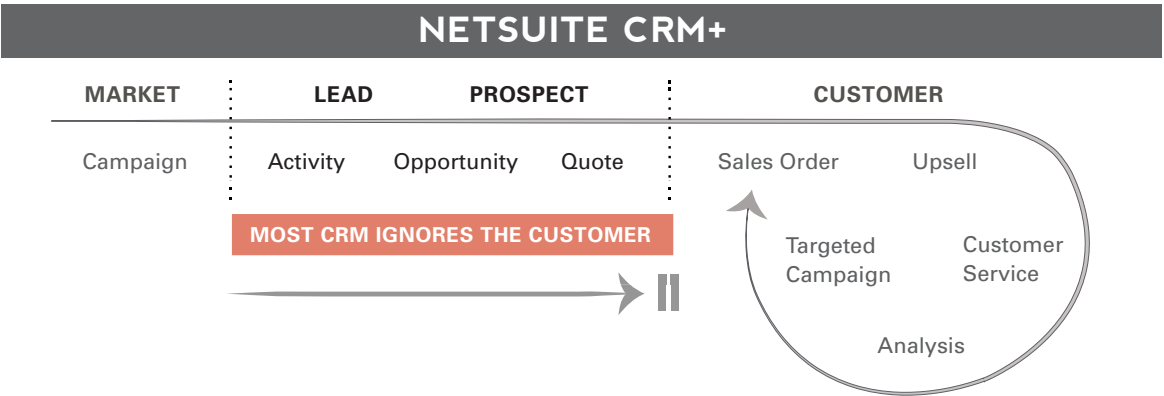 NETSUITE CRM+
MARKET LEAD PROSPECT CUSTOMER
Campaign Activity Opportunity Quote Sales Order Upsell
MOST CRM IGNORES THE CUSTOMER
Targeted Campaign
Customer Service
Analysis